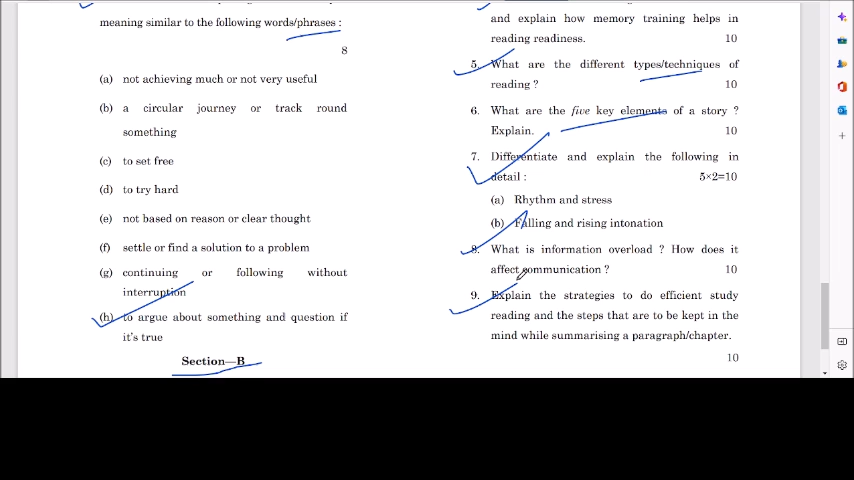 meaning similar to the following words/phrases :
8
(a) not achieving much or not very useful
(b) a circular journey or track round
something
(c) to set free
(d) to try hard
(e) not based on reason or clear thought
(f) settle or find a solution to a problem
(g) continuing or following without
interruption
(h) to argue about something and question if
it's true
Section—B
and explain how memory training helps in
reading readiness. 10
5. What are the different types/techniques of
reading ? 10
6. What are the five key elements of a story ?
Explain. 10
7. Differentiate and explain the following in
detail : 5×2=10
(a) Rhythm and stress
(b) Falling and rising intonation
8. What is information overload ? How does it
affect communication ? 10
9. Explain the strategies to do efficient study
reading and the steps that are to be kept in the
mind while summarising a paragraph/chapter.
10